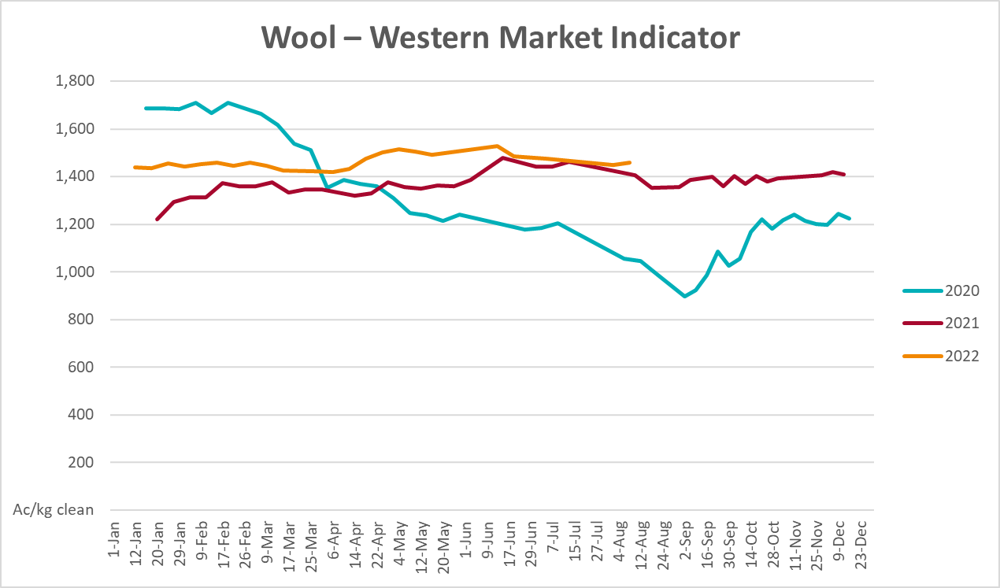 Wool – Western Market Indicator
1,800
1,600
1,400
1,200
1,000
800
600
400
200
Ac/kg clean
1-Jan
12-Jan
20-Jan
29-Jan
9-Feb
17-Feb
26-Feb
9-Mar
17-Mar
25-Mar
6-Apr
14-Apr
22-Apr
4-May
12-May
20-May
1-Jun
9-Jun
17-Jun
29-Jun
7-Jul
15-Jul
27-Jul
4-Aug
12-Aug
24-Aug
2-Sep
16-Sep
30-Sep
14-Oct
28-Oct
11-Nov
25-Nov
9-Dec
23-Dec
2020
2021
2022